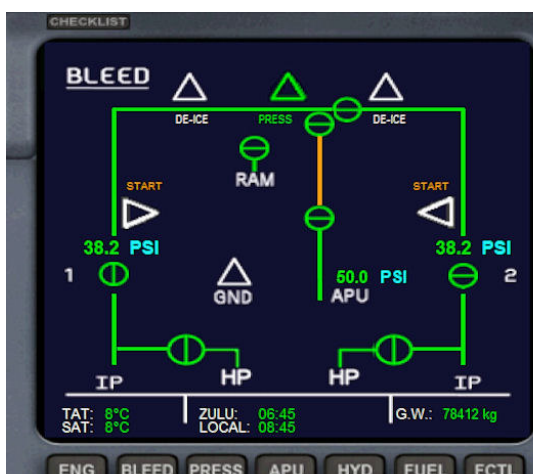 CHECKLIST
BLEED
DE-ICE PRESS DE-ICE
RAM
START START
38.2 PSI 38.2 PSI
1 2
GND
50.0 PSI
APU
HP HP
IP IP
TAT: 8°C ZULU: 06:45 G.W.: 78412 kg
SAT: 8°C LOCAL: 08:45
ENG BLEED PRESS APU HYD FUEL FCTL